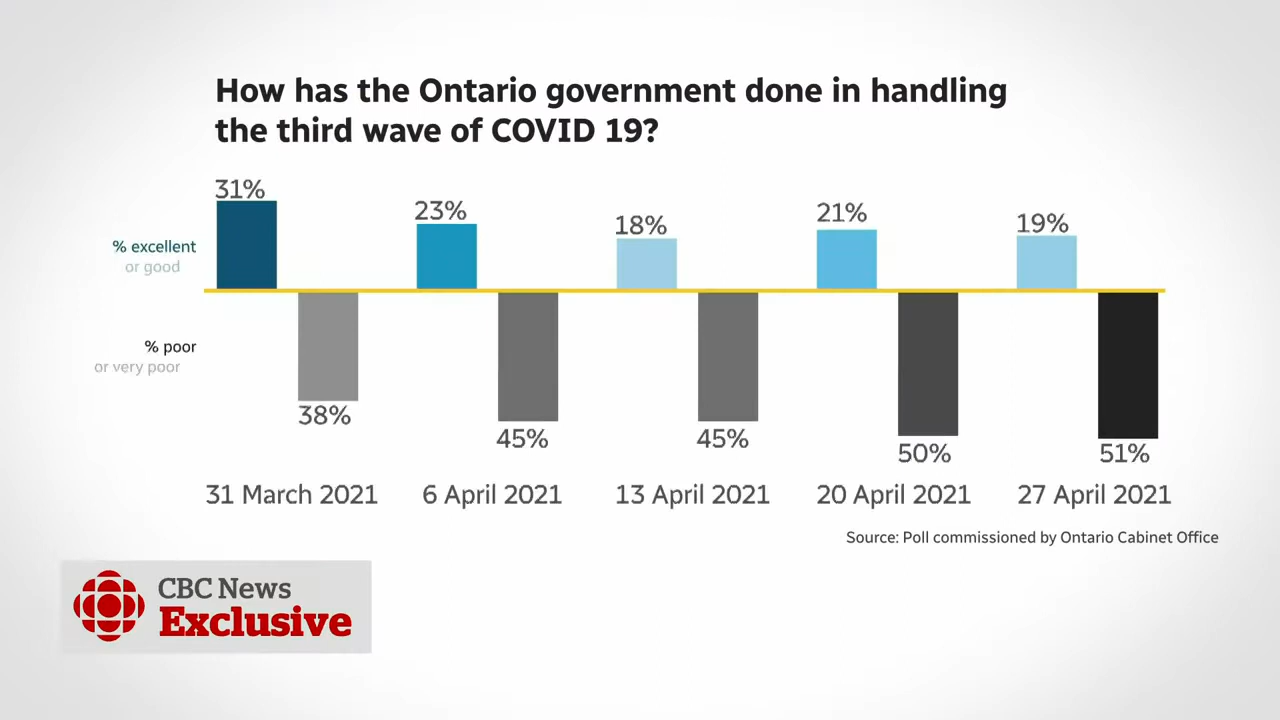 How has the Ontario government done in handling
the third wave of COVID 19?
31%
23%
18%
21%
19%
% excellent
or good
% poor
or very poor
38%
45%
45%
50%
51%
31 March 2021
6 April 2021
13 April 2021
20 April 2021
27 April 2021
Source: Poll commissioned by Ontario Cabinet Office
CBC News
Exclusive